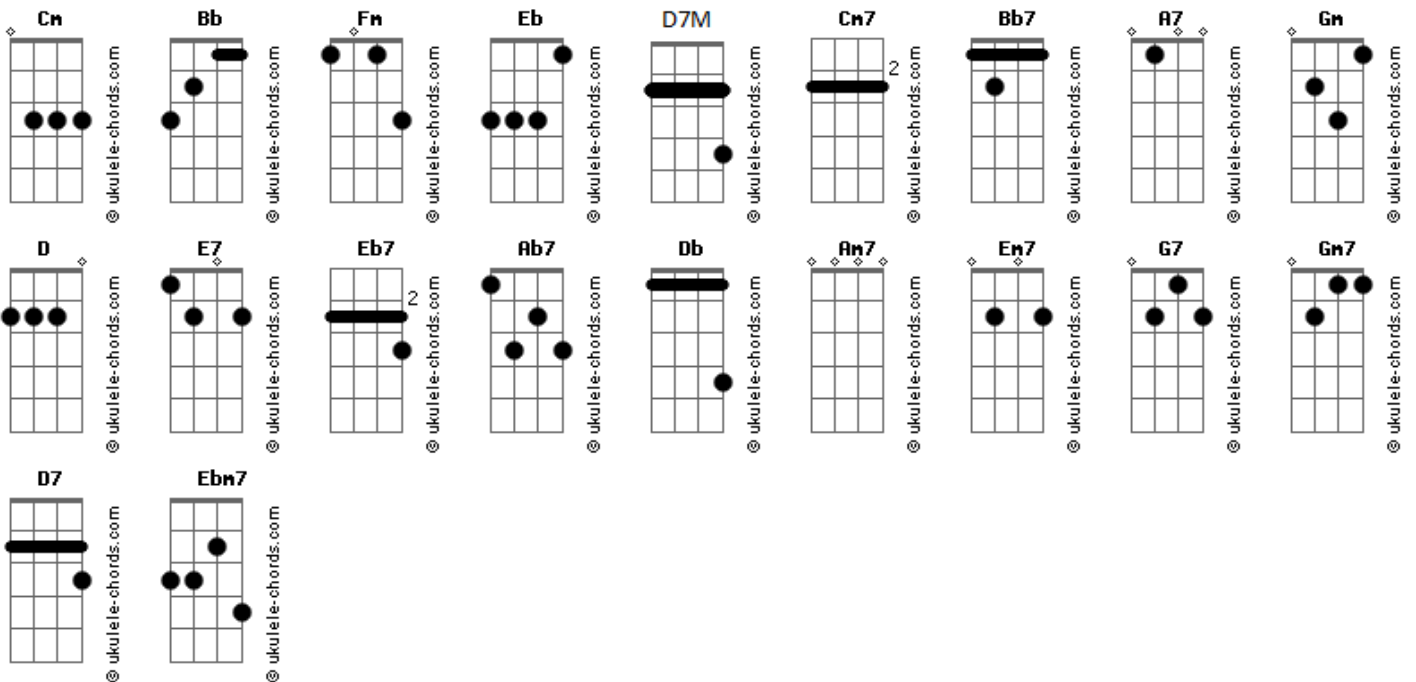 Cm Bb Fm Eb D7M Cm7 Bb7 A7 Gm
2
© ukulele-chords.com © ukulele-chords.com © ukulele-chords.com © ukulele-chords.com © ukulele-chords.com © ukulele-chords.com © ukulele-chords.com © ukulele-chords.com © ukulele-chords.com
D E7 Eb7 Ab7 Db Am7 Em7 G7 Gm7
2
© ukulele-chords.com © ukulele-chords.com © ukulele-chords.com © ukulele-chords.com © ukulele-chords.com © ukulele-chords.com © ukulele-chords.com © ukulele-chords.com © ukulele-chords.com
D7 Ebm7
© ukulele-chords.com © ukulele-chords.com